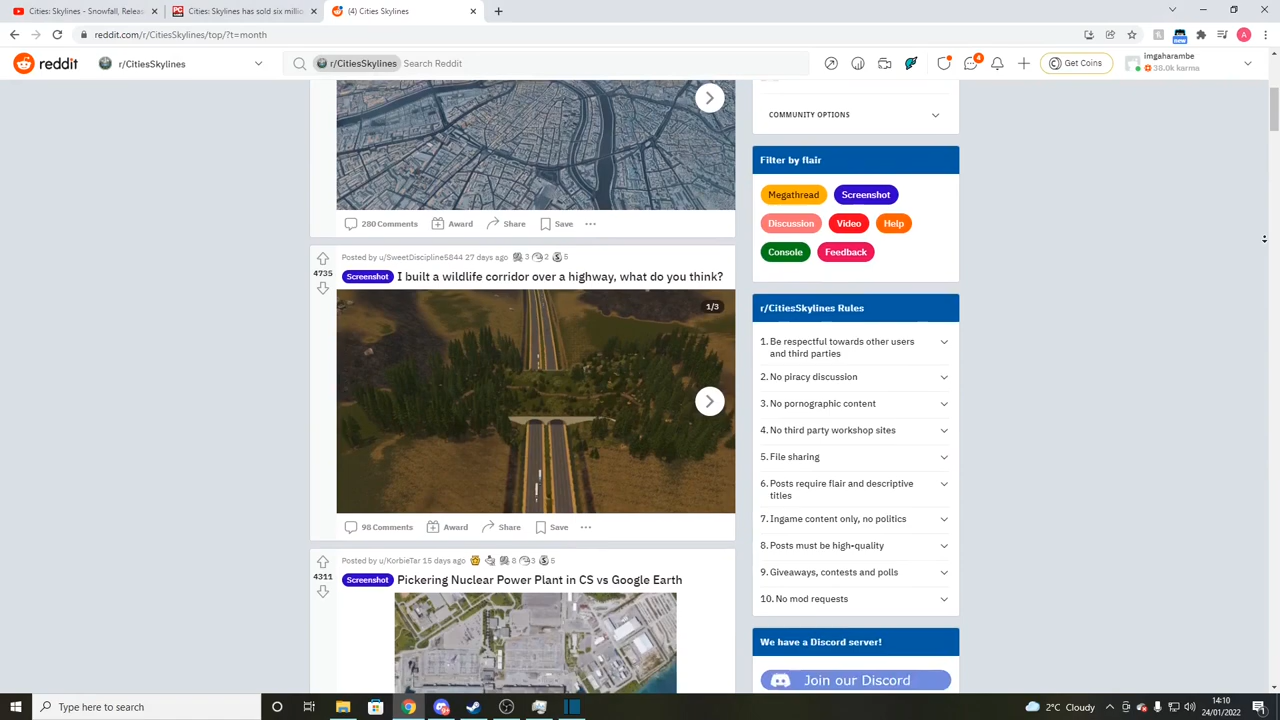 Cities: Skylines - Snowfall, Releas
Cities: Skylines has sold six millio
(4) Cities Skylines
reddit.com/r/CitiesSkylines/top/?t=month
reddit
r/CitiesSkylines
r/CitiesSkylines
Search Reddit
4
Get Coins
imgaharambe
38.0k karma
A
280 Comments
Award
Share
Save
4735
Posted by u/SweetDiscipline5844 27 days ago
3
2
5
Screenshot
I built a wildlife corridor over a highway, what do you think?
1/3
98 Comments
Award
Share
Save
4311
Posted by u/KorbieTar 15 days ago
8
3
5
Screenshot
Pickering Nuclear Power Plant in CS vs Google Earth
COMMUNITY OPTIONS
Filter by flair
Megathread
Screenshot
Discussion
Video
Help
Console
Feedback
r/CitiesSkylines Rules
1. Be respectful towards other users
and third parties
2. No piracy discussion
3. No pornographic content
4. No third party workshop sites
5. File sharing
6. Posts require flair and descriptive
titles
7. Ingame content only, no politics
8. Posts must be high-quality
9. Giveaways, contests and polls
10. No mod requests
We have a Discord server!
Join our Discord
Type here to search
2°C Cloudy
14:10
24/01/2022